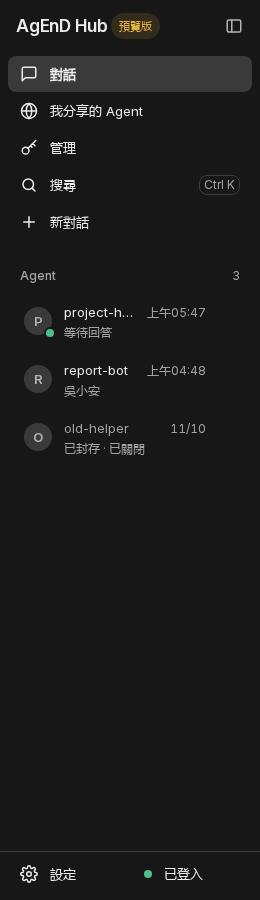 AgEnD Hub 預覽版
對話
我分享的 Agent
管理
搜尋 Ctrl K
新對話
Agent 3
P project-h... 上午05:47
等待回答
R report-bot 上午04:48
吳小安
O old-helper 11/10
已封存 · 已關閉
設定 已登入